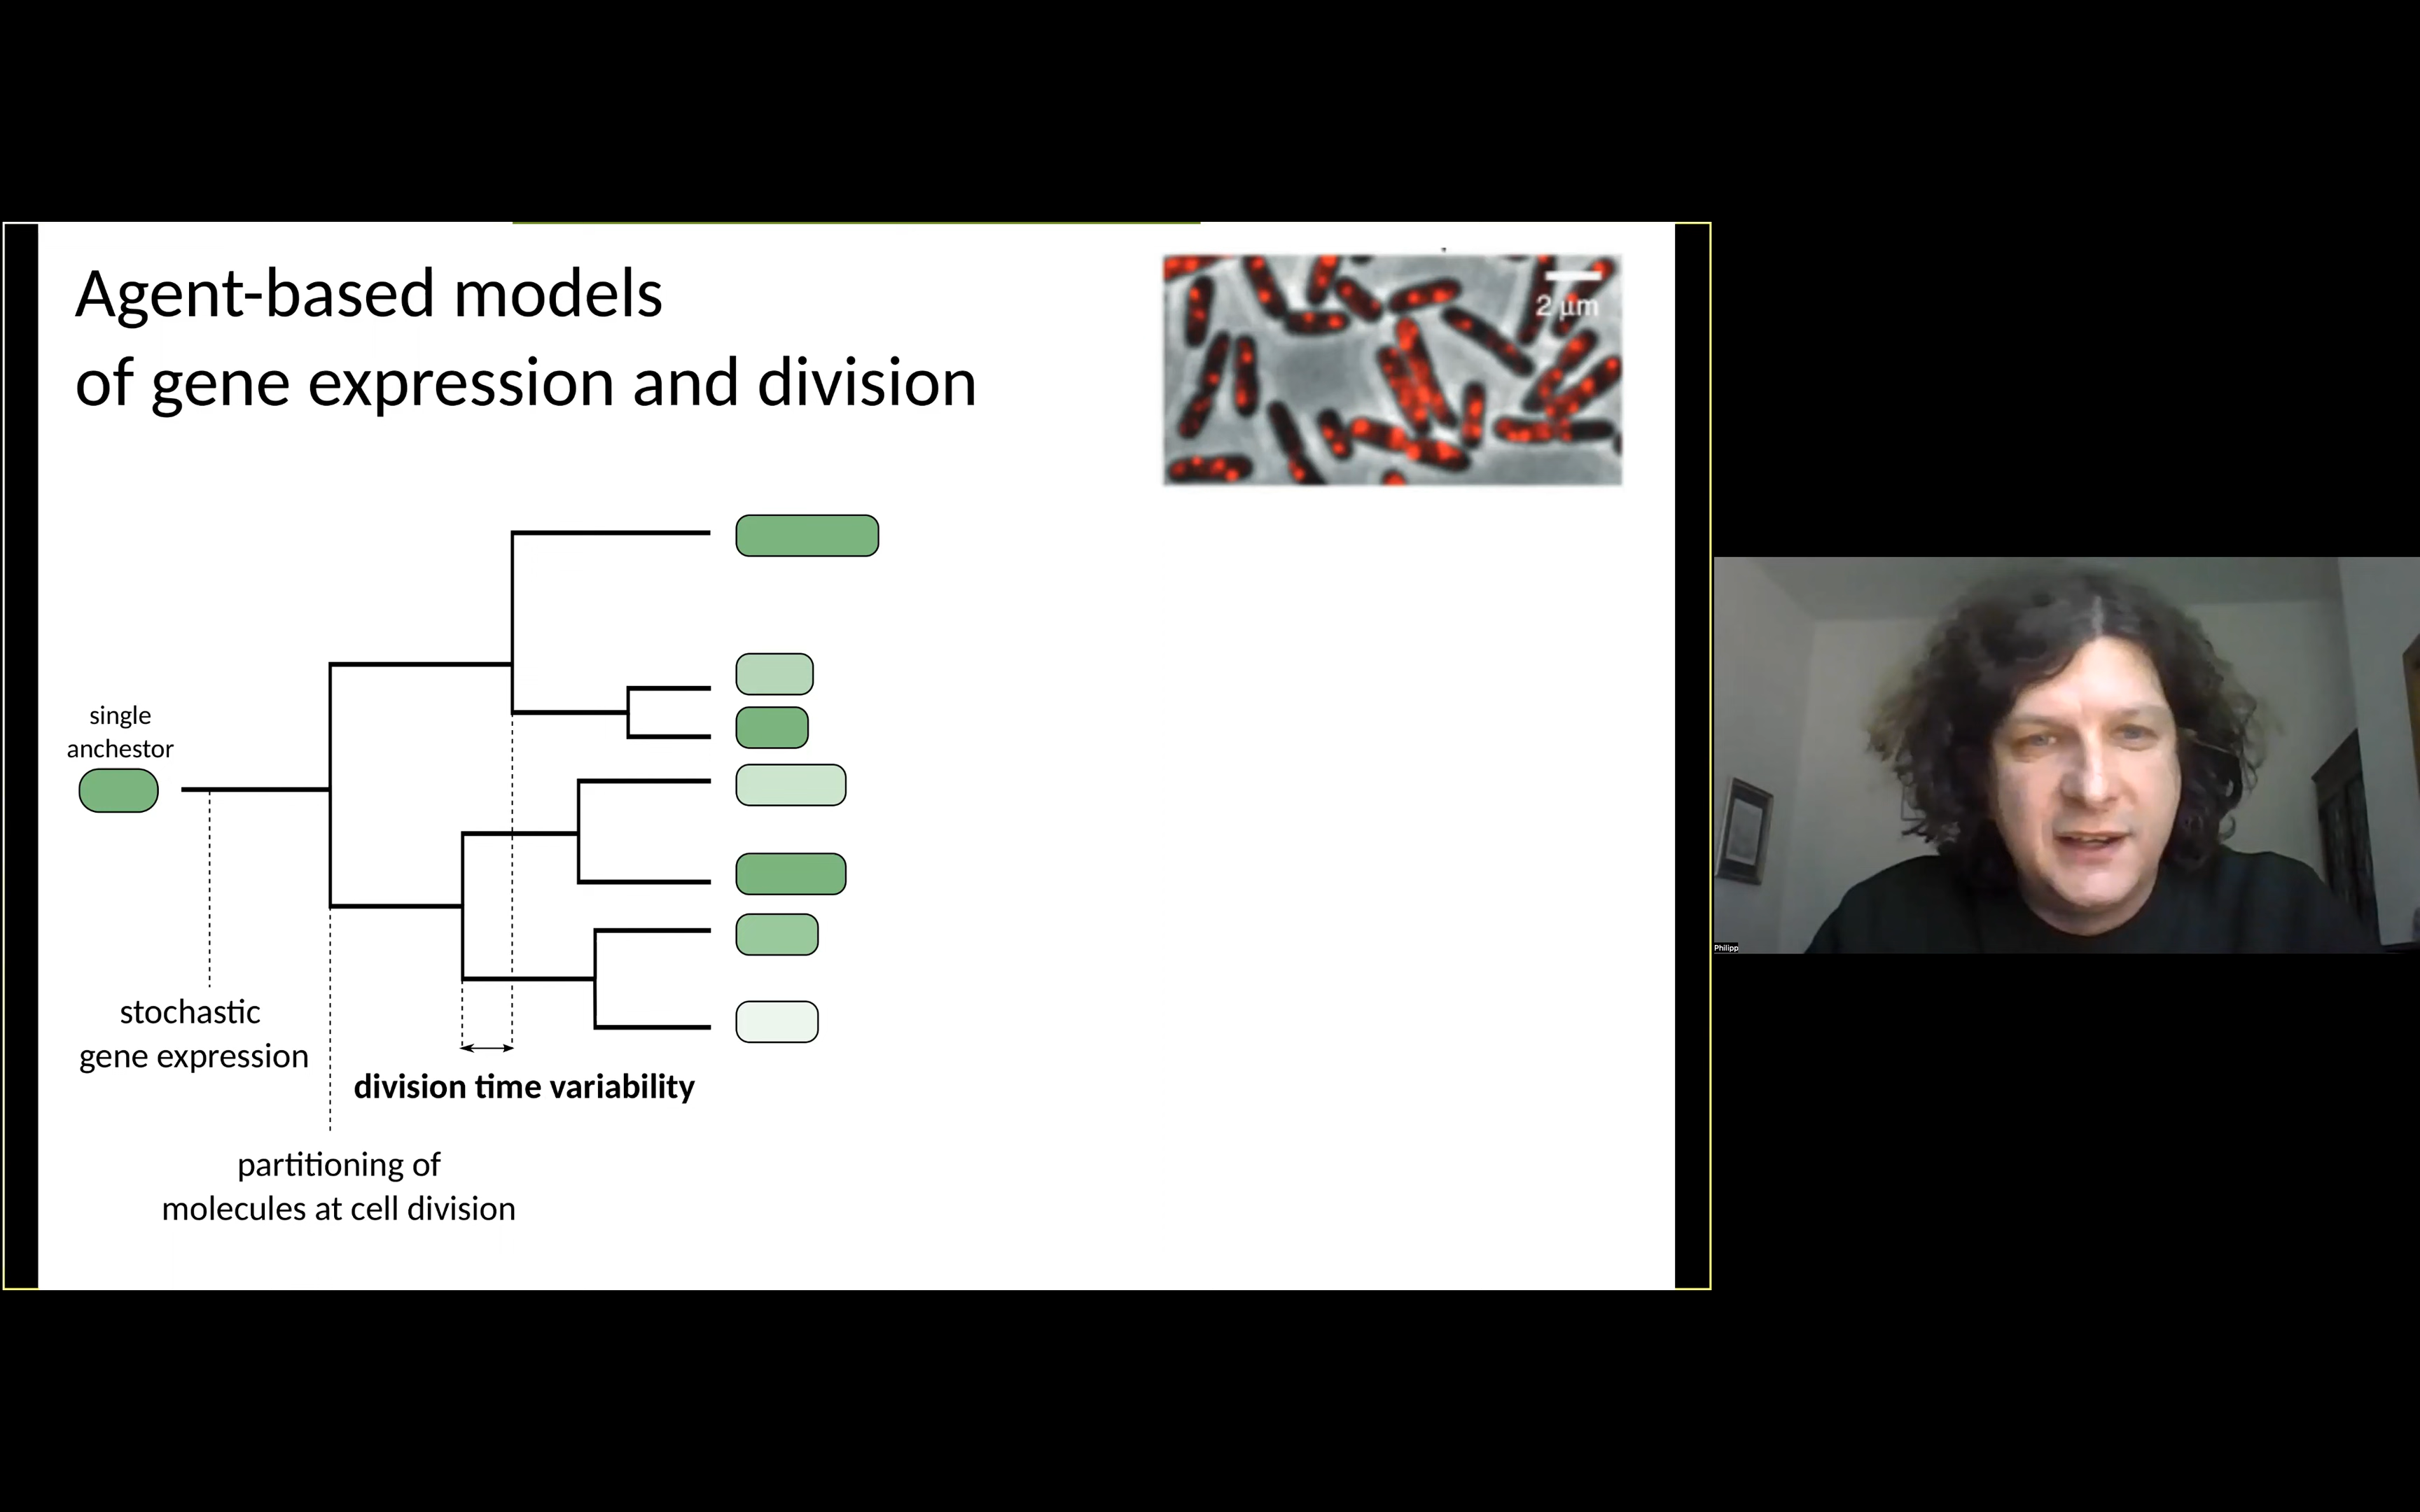 Agent-based models
of gene expression and division
2 µm
single
anchestor
stochastic
gene expression
division time variability
partitioning of
molecules at cell division
Philipp